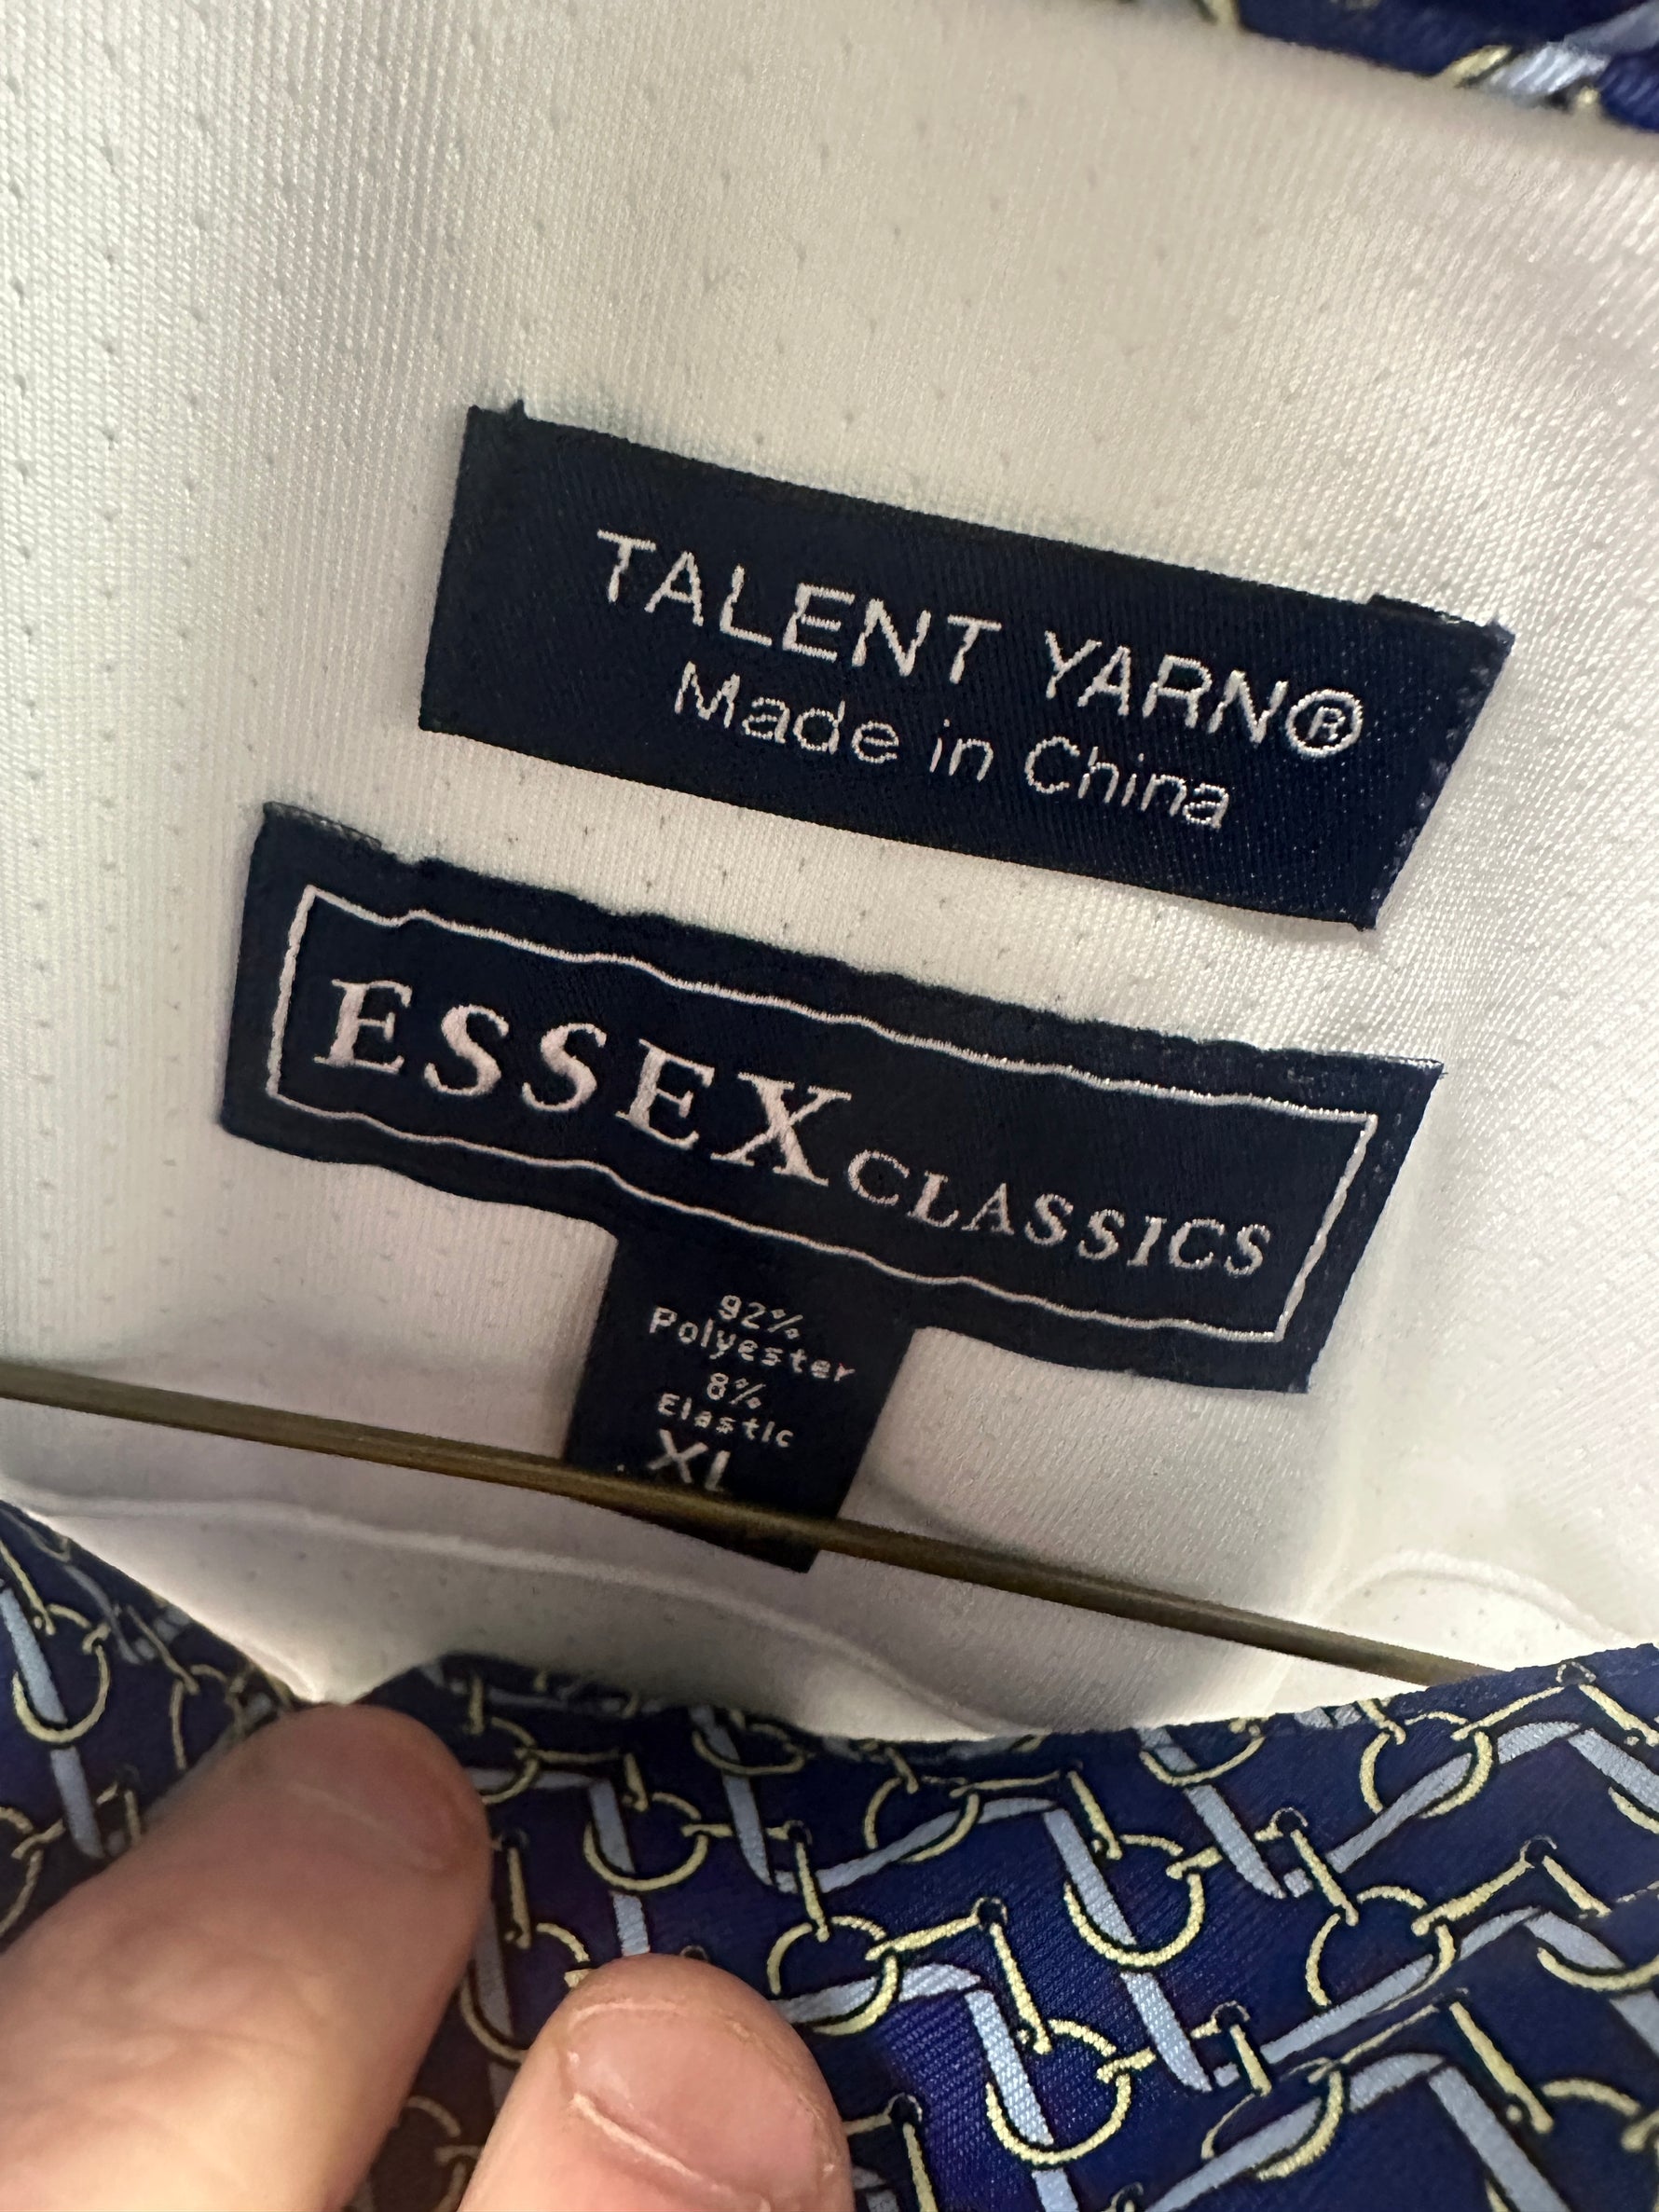 TALENT YARN®
Made in China
ESSEX CLASSICS
92%
Polyester
8%
Elastic
XL